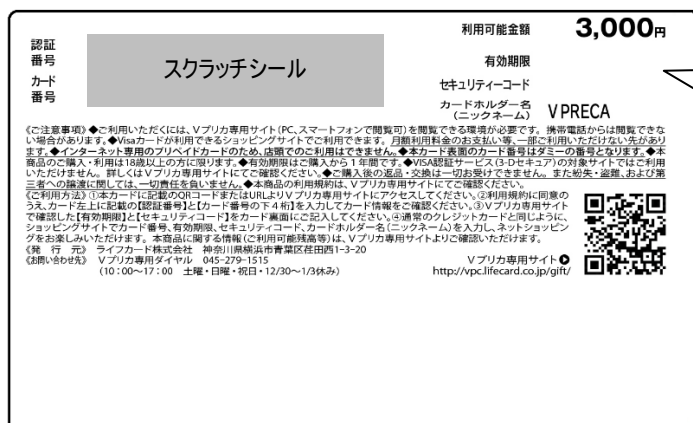 利用可能金額 3,000円
認証番号
カード番号
スクラッチシール
有効期限
セキュリティーコード
カードホルダー名(ニックネーム) V PRECA
《ご注意事項》◆ご利用いただくには、Vプリカ専用サイト(PC、スマートフォンで閲覧可)を閲覧できる環境が必要です。携帯電話からは閲覧できな
い場合があります。◆Visaカードが利用できるショッピングサイトでご利用できます。月額利用料金のお支払い等、一部ご利用いただけない先があり
ます。◆インターネット専用のプリペイドカードのため、店頭でのご利用はできません。◆本カード表面のカード番号はダミーの番号となります。◆本
商品のご購入・利用は18歳以上の方に限ります。◆有効期限はご購入から1年間です。◆VISA認証サービス(3-Dセキュア)の対象サイトではご利用
いただけません。詳しくはVプリカ専用サイトにてご確認ください。◆ご購入後の返品・交換は一切お受けできません。また紛失・盗難、および第
三者への譲渡に関しては、一切責任を負いません。◆本商品の利用規約は、Vプリカ専用サイトにてご確認ください。
《ご利用方法》①本カードに記載のQRコードまたはURLよりVプリカ専用サイトにアクセスしてください。②利用規約に同意の
うえ、カード左上に記載の【認証番号】と【カード番号の下4桁】を入力してカード情報をご確認ください。③Vプリカ専用サイト
で確認した【有効期限】と【セキュリティコード】をカード裏面にご記入してください。④通常のクレジットカードと同じように、
ショッピングサイトでカード番号、有効期限、セキュリティコード、カードホルダー名(ニックネーム)を入力し、ネットショッピン
グをお楽しみいただけます。本商品に関する情報(ご利用可能残高等)は、Vプリカ専用サイトよりご確認いただけます。
《発 行 元》 ライフカード株式会社 神奈川県横浜市青葉区荏田西1-3-20
《お問い合わせ先》 Vプリカ専用ダイヤル 045-279-1515
(10:00~17:00 土曜・日曜・祝日・12/30~1/3休み)
Vプリカ専用サイト
http://vpc.lifecard.co.jp/gift/